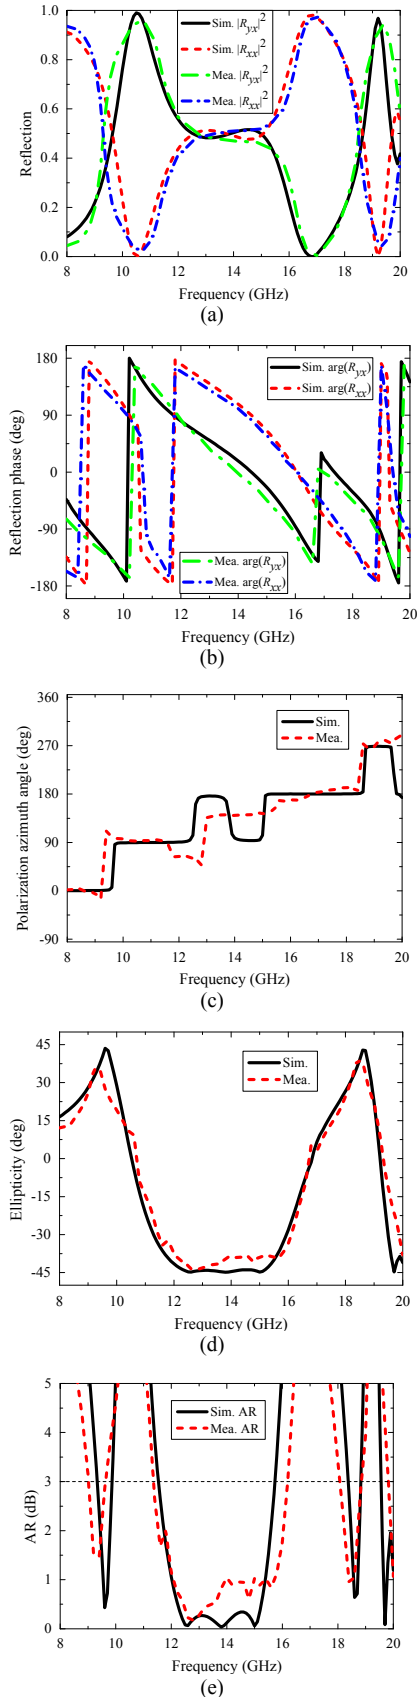 1.0
0.8
0.6
0.4
0.2
0.0
Reflection
Sim. |Ryx|2
Sim. |Rxx|2
Mea. |Ryx|2
Mea. |Rxx|2
8 10 12 14 16 18 20
Frequency (GHz)
(a)
180
90
0
-90
-180
Reflection phase (deg)
Sim. arg(Ryx)
Sim. arg(Rxx)
Mea. arg(Ryx)
Mea. arg(Rxx)
8 10 12 14 16 18 20
Frequency (GHz)
(b)
360
270
180
90
0
-90
Polarization azimuth angle (deg)
Sim.
Mea.
8 10 12 14 16 18 20
Frequency (GHz)
(c)
45
30
15
0
-15
-30
-45
Ellipticity (deg)
Sim.
Mea.
8 10 12 14 16 18 20
Frequency (GHz)
(d)
5
4
3
2
1
0
AR (dB)
Sim. AR
Mea. AR
8 10 12 14 16 18 20
Frequency (GHz)
(e)